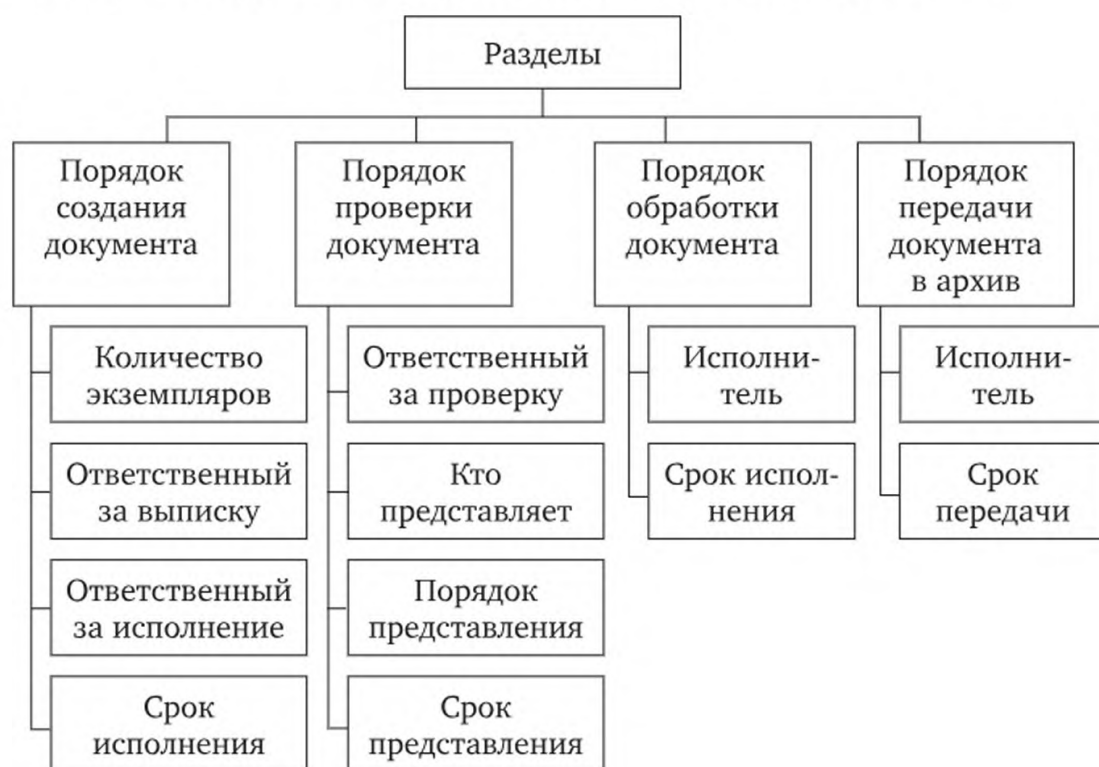 Разделы
Порядок
создания
документа
Порядок
проверки
документа
Порядок
обработки
документа
Порядок
передачи
документа
в архив
Количество
экземпляров
Ответственный
за выписку
Ответственный
за исполнение
Срок
исполнения
Ответственный
за проверку
Кто
представляет
Порядок
представления
Срок
представления
Исполни-
тель
Срок испол-
нения
Исполни-
тель
Срок
передачи